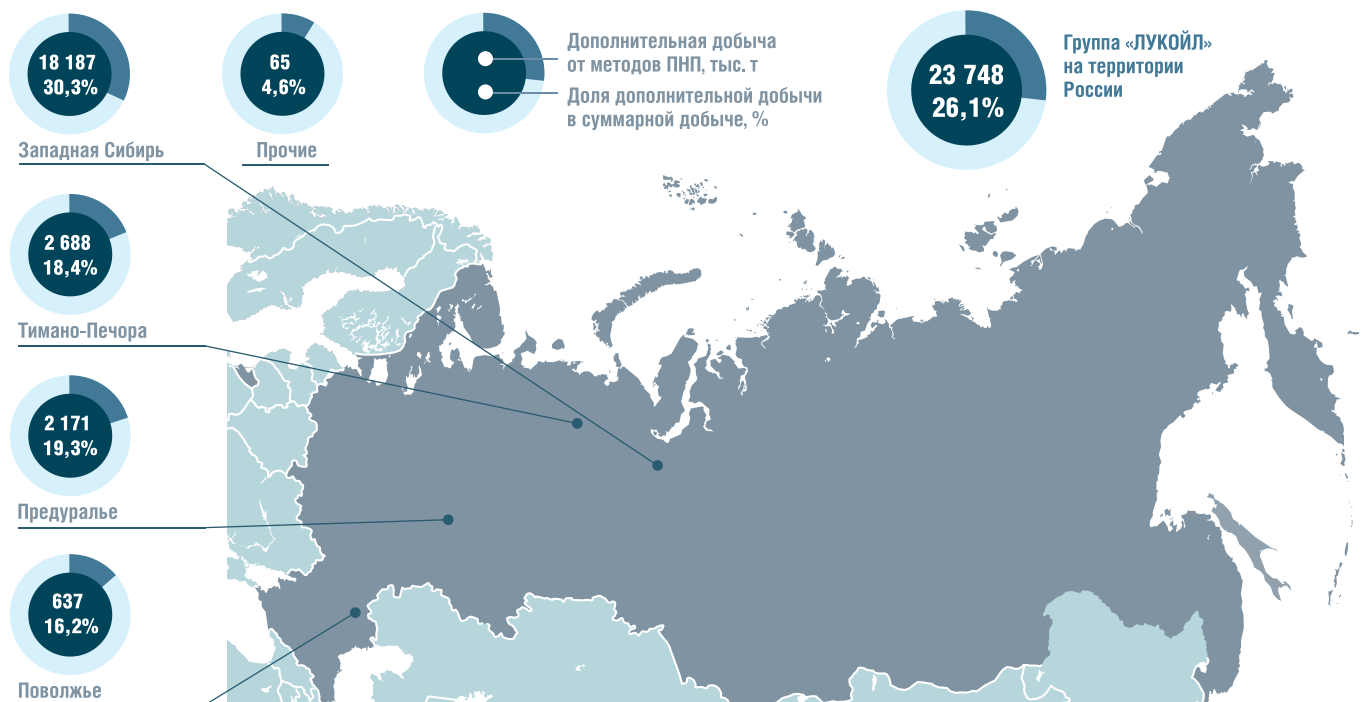 18 187
30,3%
Западная Сибирь
65
4,6%
Прочие
Дополнительная добыча
от методов ПНП, тыс. т
Доля дополнительной добычи
в суммарной добыче, %
23 748
26,1%
Группа «ЛУКОЙЛ»
на территории
России
2 688
18,4%
Тимано-Печора
2 171
19,3%
Предуралье
637
16,2%
Поволжье